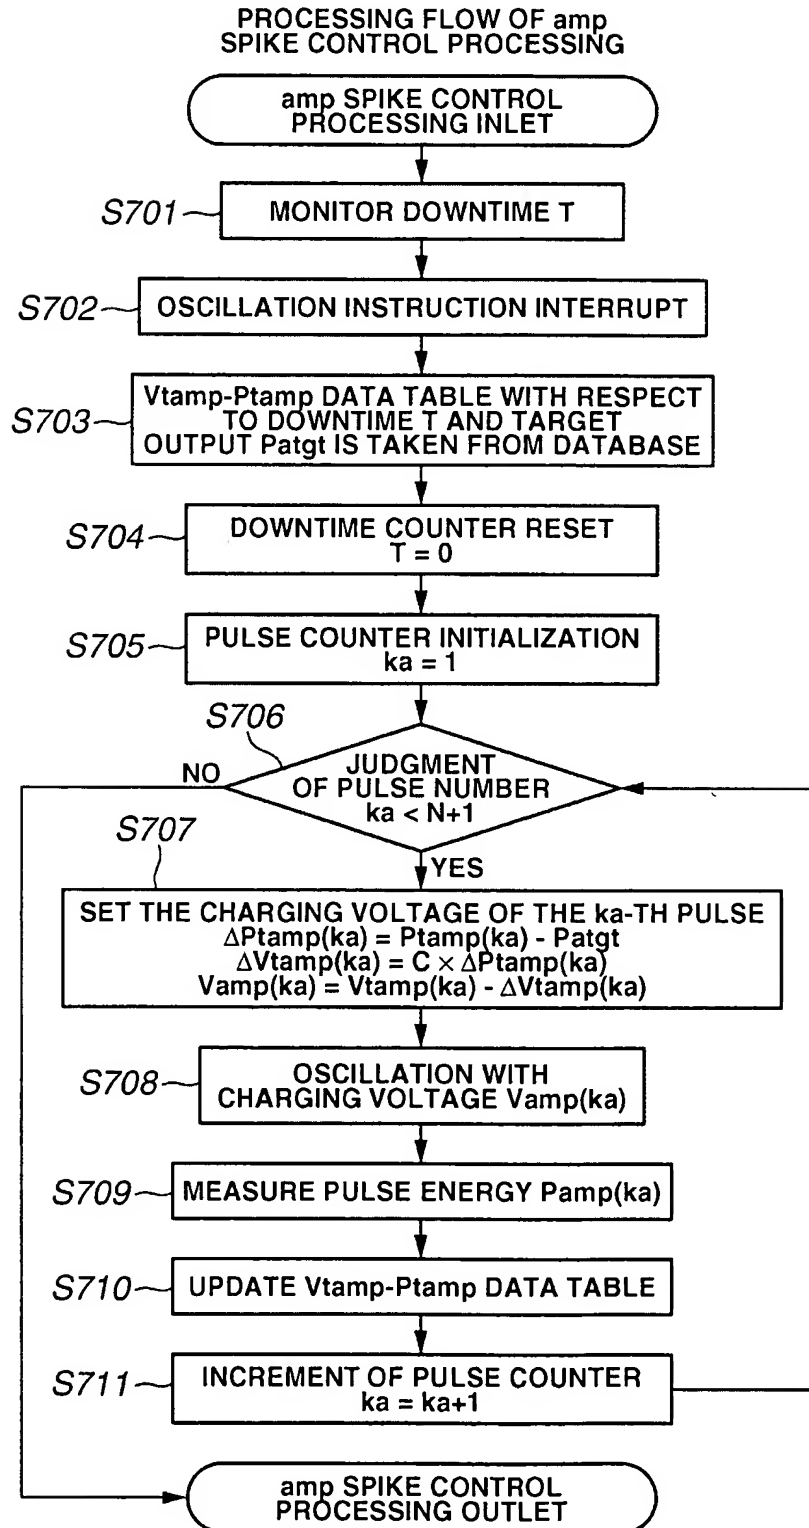 PROCESSING FLOW OF amp
SPIKE CONTROL PROCESSING
amp SPIKE CONTROL
PROCESSING INLET
S701
MONITOR DOWNTIME T
S702
OSCILLATION INSTRUCTION INTERRUPT
S703
Vtamp-Ptamp DATA TABLE WITH RESPECT
TO DOWNTIME T AND TARGET
OUTPUT Patgt IS TAKEN FROM DATABASE
S704
DOWNTIME COUNTER RESET
T = 0
S705
PULSE COUNTER INITIALIZATION
ka = 1
S706
JUDGMENT
OF PULSE NUMBER
ka < N+1
NO
YES
S707
SET THE CHARGING VOLTAGE OF THE ka-TH PULSE
ΔPtamp(ka) = Ptamp(ka) - Patgt
ΔVtamp(ka) = C × ΔPtamp(ka)
Vamp(ka) = Vtamp(ka) - ΔVtamp(ka)
S708
OSCILLATION WITH
CHARGING VOLTAGE Vamp(ka)
S709
MEASURE PULSE ENERGY Pamp(ka)
S710
UPDATE Vtamp-Ptamp DATA TABLE
S711
INCREMENT OF PULSE COUNTER
ka = ka+1
amp SPIKE CONTROL
PROCESSING OUTLET